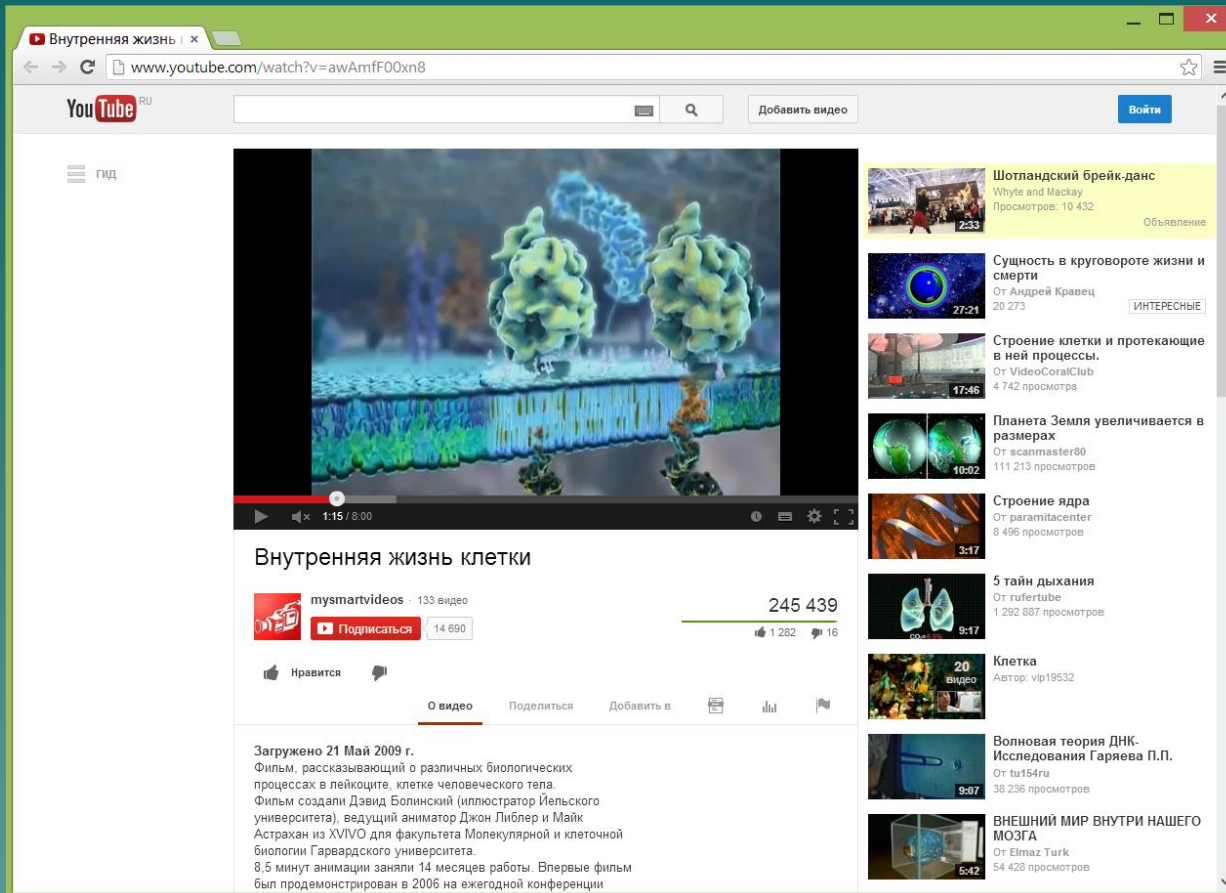 Внутренняя жизнь
www.youtube.com/watch?v=awAmfF00xn8
YouTube RU
Добавить видео
Войти
ГИД
1:15 / 8:00
Внутренняя жизнь клетки
mysmartvideos · 133 видео
Подписаться 14 690
245 439
1 282 16
Нравится
О видео Поделиться Добавить в
Загружено 21 Май 2009 г.
Фильм, рассказывающий о различных биологических
процессах в лейкоците, клетке человеческого тела.
Фильм создали Дэвид Болинский (иллюстратор Йельского
университета), ведущий аниматор Джон Либлер и Майк
Астрахан из XVIVO для факультета Молекулярной и клеточной
биологии Гарвардского университета.
8,5 минут анимации заняли 14 месяцев работы. Впервые фильм
был продемонстрирован в 2006 на ежегодной конференции
2:33
Шотландский брейк-данс
Whyte and Mackay
Просмотров: 10 432
Объявление
27:21
Сущность в круговороте жизни и
смерти
От Андрей Кравец
20 273 ИНТЕРЕСНЫЕ
17:46
Строение клетки и протекающие
в ней процессы.
От VideoCoralClub
4 742 просмотра
10:02
Планета Земля увеличивается в
размерах
От scanmaster80
111 213 просмотров
3:17
Строение ядра
От paramitacenter
8 496 просмотров
9:17
5 тайн дыхания
От rufertube
1 292 887 просмотров
20
видео
Клетка
Автор: vip19532
9:07
Волновая теория ДНК-
Исследования Гаряева П.П.
От tu154ru
38 236 просмотров
5:42
ВНЕШНИЙ МИР ВНУТРИ НАШЕГО
МОЗГА
От Elmaz Turk
54 428 просмотров